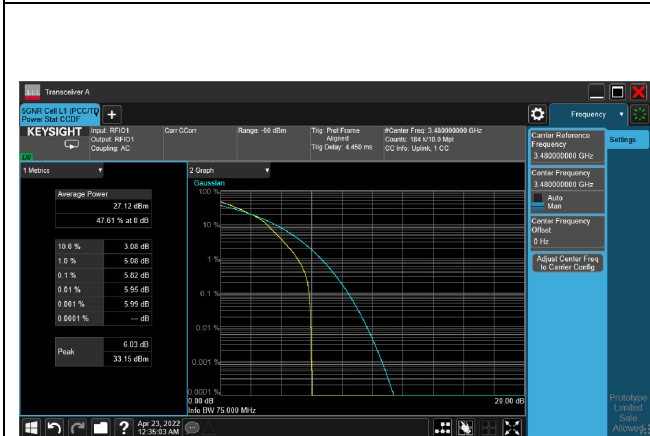 Transceiver A
5GNR Cell L1 (PCC/TD
Power Stat CCDF
Frequency
KEYSIGHT
Input: RFIO1
Output: RFIO1
Coupling: AC
Corr CCorr
Range: -60 dBm
Trig: Prst Frame
Aligned
Trig Delay: 4.450 ms
#Center Freq: 3.480000000 GHz
Counts: 184 k/10.0 Mpt
CC Info: Uplink, 1 CC
Carrier Reference
Frequency
3.480000000 GHz
Settings
Center Frequency
3.480000000 GHz
Auto
Man
Center Frequency
Offset
0 Hz
Adjust Center Freq
to Carrier Config
1 Metrics
Average Power
27.12 dBm
47.61 % at 0 dB
10.0 % 3.08 dB
1.0 % 5.08 dB
0.1 % 5.82 dB
0.01 % 5.95 dB
0.001 % 5.99 dB
0.0001 % --- dB
Peak
6.03 dB
33.15 dBm
2 Graph
Gaussian
100 %
10 %
1 %
0.1 %
0.01 %
0.001 %
0.0001 %
0.00 dB
20.00 dB
Info BW 75.000 MHz
Prototype
Limited
Sale
Allowed
Apr 23, 2022
12:35:03 AM